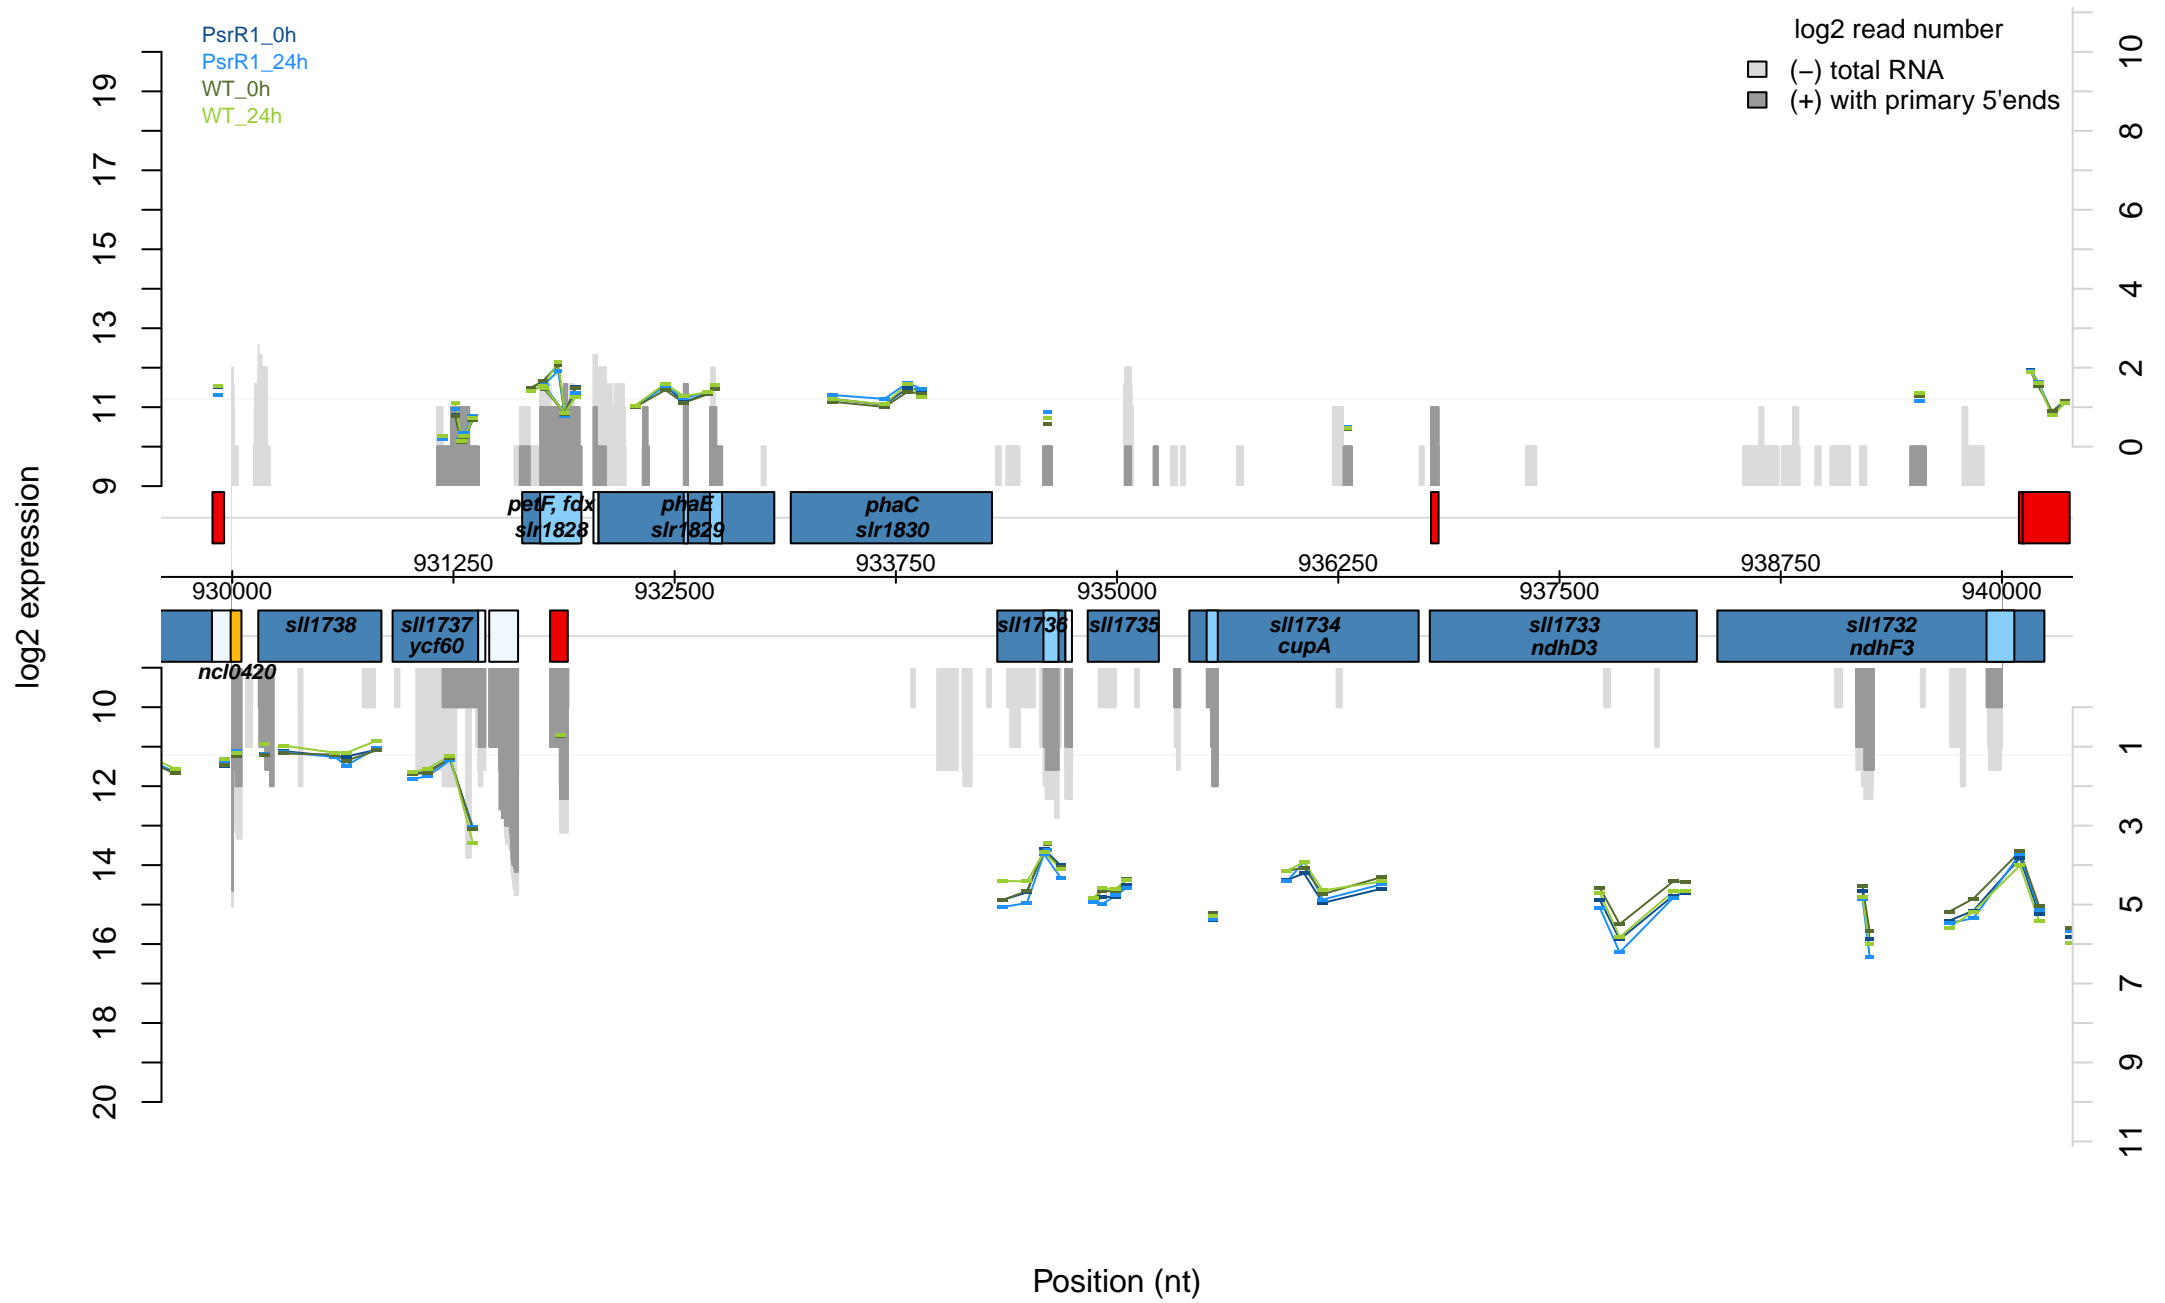 PsrR1_0h
PsrR1_24h
WT_0h
WT_24h
log2 read number
(−) total RNA
(+) with primary 5'ends
19
17
15
13
11
9
10
8
6
4
2
0
log2 expression
petF, fdx
slr1828
phaE
slr1829
phaC
slr1830
931250
933750
936250
938750
930000
932500
935000
937500
940000
ncl0420
sll1738
sll1737
ycf60
sll1736
sll1735
sll1734
cupA
sll1733
ndhD3
sll1732
ndhF3
10
12
14
16
18
20
1
3
5
7
9
11
Position (nt)